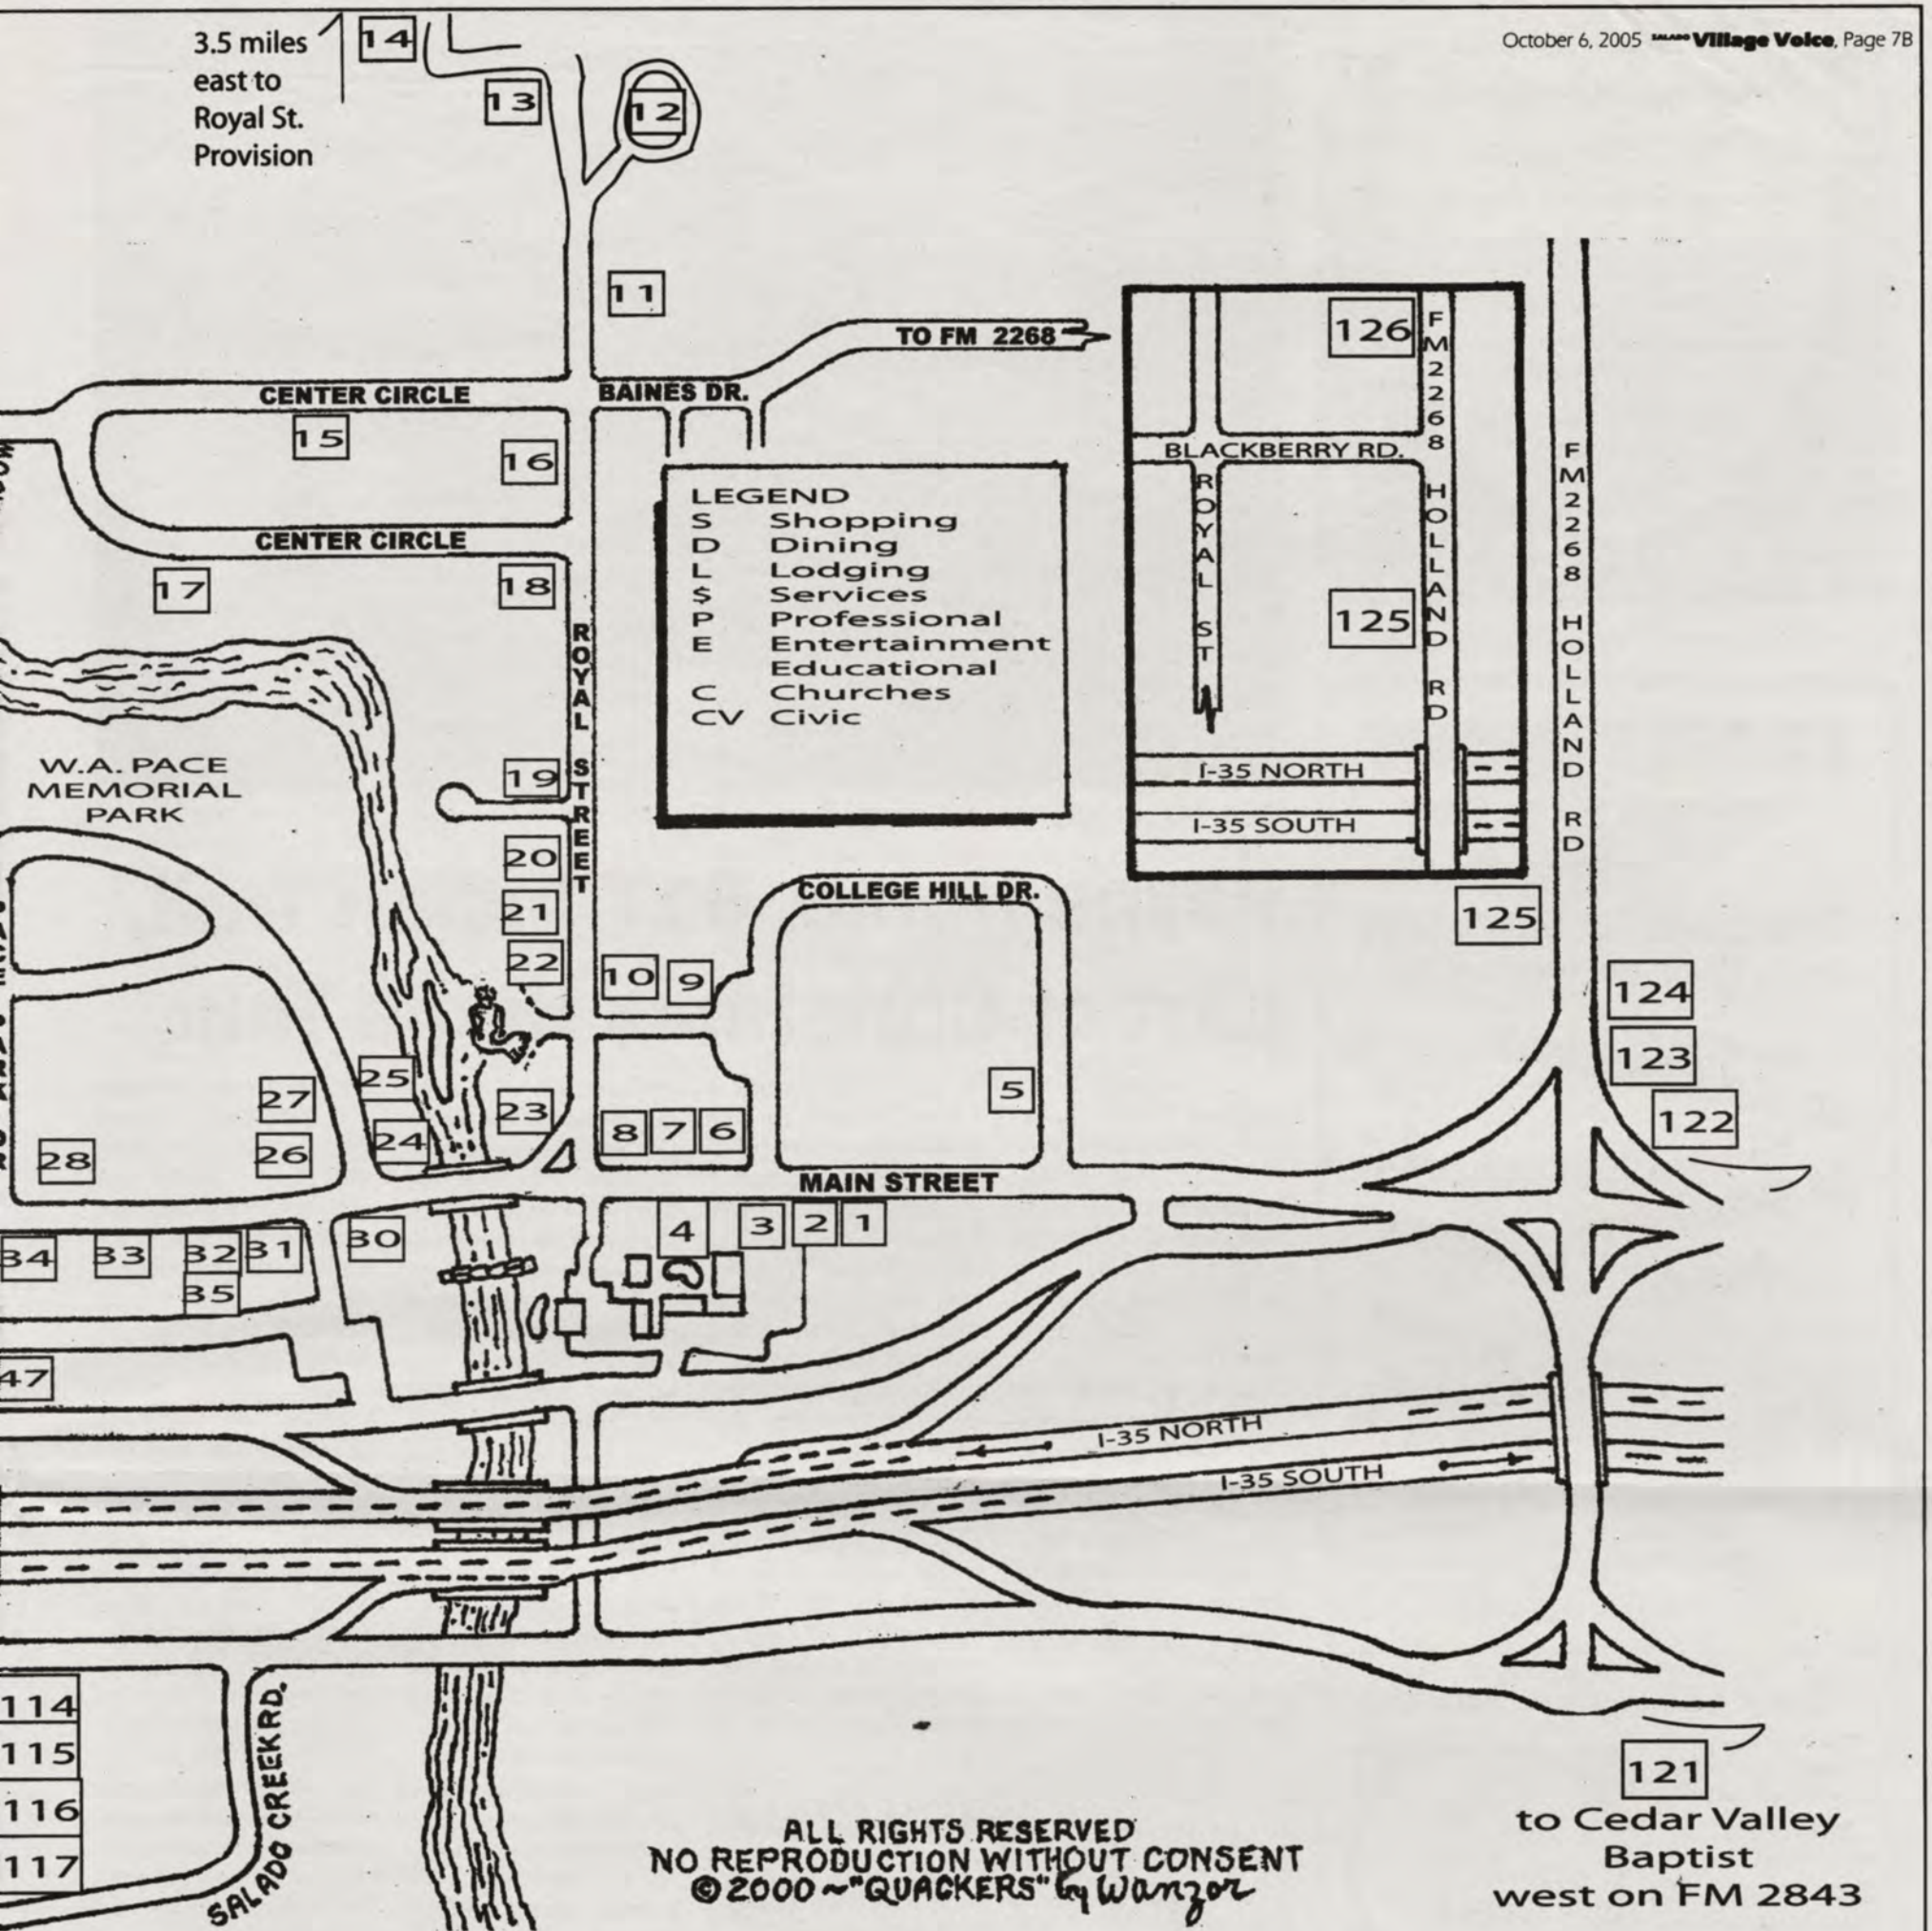 October 6, 2005 SALADO Village Voice, Page 7B
3.5 miles
east to
Royal St.
Provision
14
13
12
11
TO FM 2268
CENTER CIRCLE
BAINES DR.
15
16
CENTER CIRCLE
17
18
ROYAL STREET
LEGEND
S Shopping
D Dining
L Lodging
$ Services
P Professional
E Entertainment
Educational
C Churches
CV Civic
126
FM 2268 HOLLAND RD
BLACKBERRY RD.
ROYAL ST
125
I-35 NORTH
I-35 SOUTH
FM 2268 HOLLAND RD
W.A. PACE
MEMORIAL
PARK
19
20
21
22
10
9
COLLEGE HILL DR.
125
124
123
122
5
25
27
23
24
26
28
8
7
6
MAIN STREET
4
3
2
1
30
31
32
33
34
35
47
I-35 NORTH
I-35 SOUTH
114
115
116
117
SALADO CREEK RD.
121
to Cedar Valley
Baptist
west on FM 2843
ALL RIGHTS RESERVED
NO REPRODUCTION WITHOUT CONSENT
©2000~"QUACKERS" by Wanzor